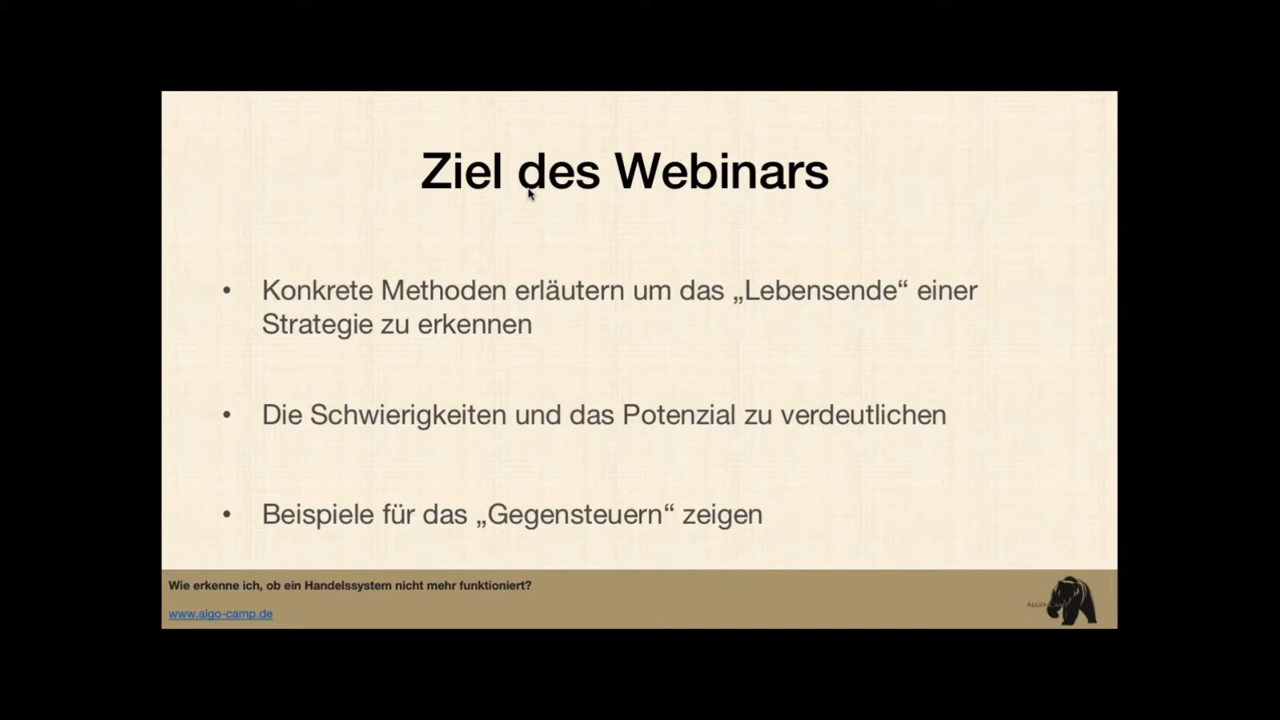 Ziel des Webinars
• Konkrete Methoden erläutern um das „Lebensende“ einer
Strategie zu erkennen
• Die Schwierigkeiten und das Potenzial zu verdeutlichen
• Beispiele für das „Gegensteuern“ zeigen
Wie erkenne ich, ob ein Handelssystem nicht mehr funktioniert?
www.algo-camp.de